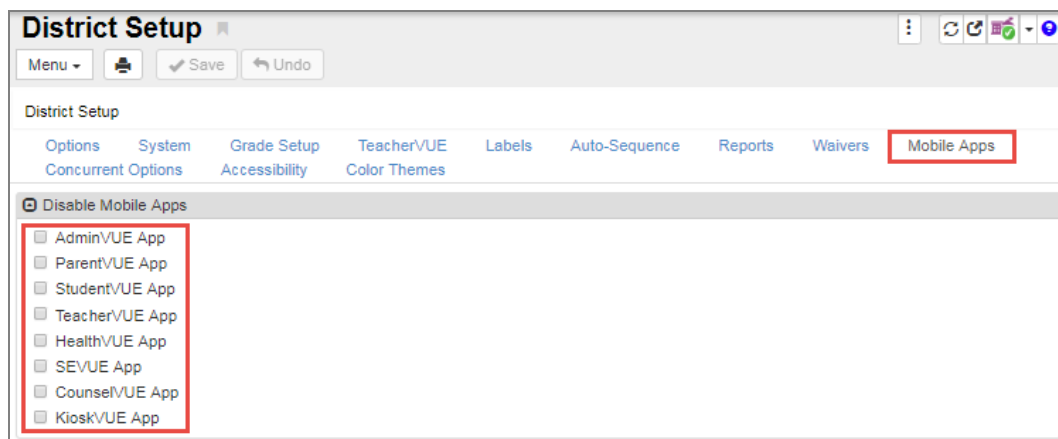 District Setup
Menu Save Undo
District Setup
Options System Grade Setup TeacherVUE Labels Auto-Sequence Reports Waivers Mobile Apps
Concurrent Options Accessibility Color Themes
Disable Mobile Apps
AdminVUE App
ParentVUE App
StudentVUE App
TeacherVUE App
HealthVUE App
SEVUE App
CounselVUE App
KioskVUE App